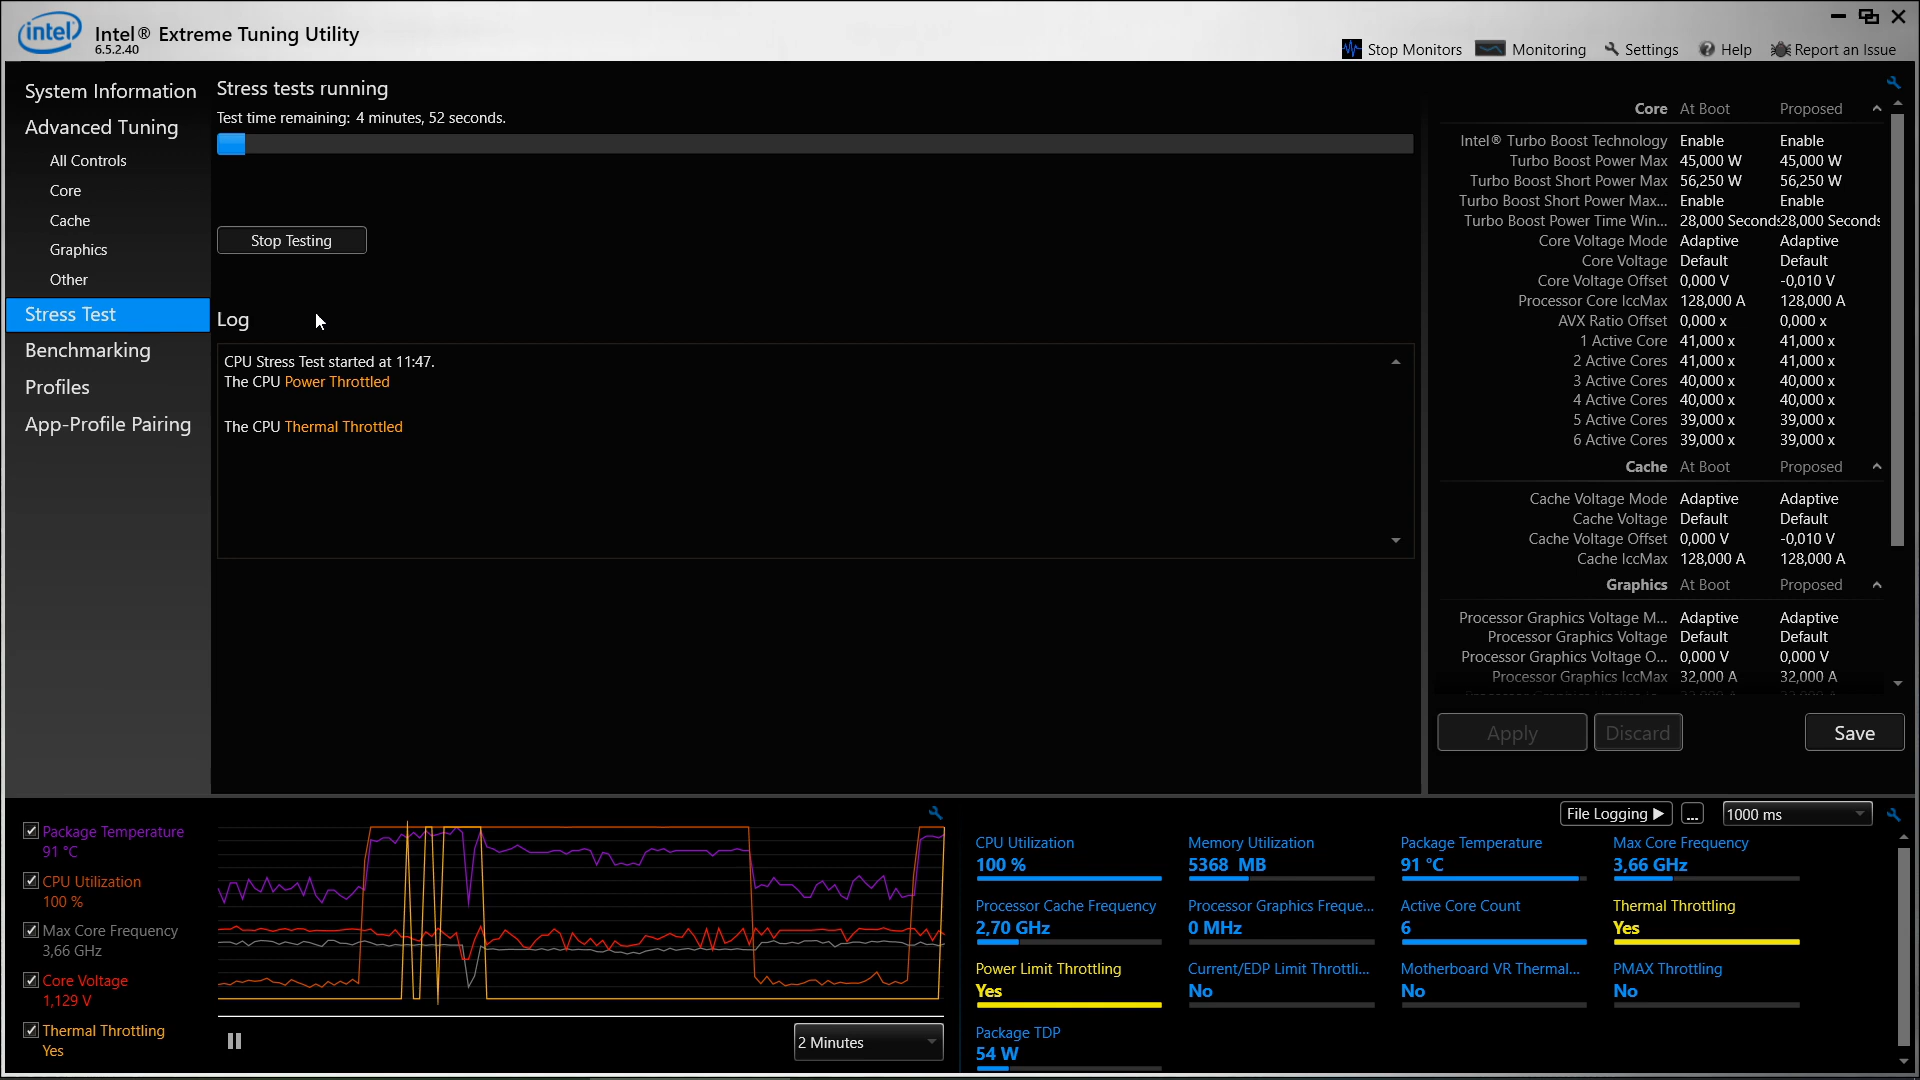 intel
Intel® Extreme Tuning Utility
6.5.2.40
Stop Monitors
Monitoring
Settings
Help
Report an Issue
System Information
Advanced Tuning
All Controls
Core
Cache
Graphics
Other
Stress Test
Benchmarking
Profiles
App-Profile Pairing
Stress tests running
Test time remaining: 4 minutes, 52 seconds.
Stop Testing
Log
CPU Stress Test started at 11:47.
The CPU Power Throttled
The CPU Thermal Throttled
Core At Boot Proposed
Intel® Turbo Boost Technology Enable Enable
Turbo Boost Power Max 45,000 W 45,000 W
Turbo Boost Short Power Max 56,250 W 56,250 W
Turbo Boost Short Power Max... Enable Enable
Turbo Boost Power Time Win... 28,000 Seconds 28,000 Seconds
Core Voltage Mode Adaptive Adaptive
Core Voltage Default Default
Core Voltage Offset 0,000 V -0,010 V
Processor Core IccMax 128,000 A 128,000 A
AVX Ratio Offset 0,000 x 0,000 x
1 Active Core 41,000 x 41,000 x
2 Active Cores 41,000 x 41,000 x
3 Active Cores 40,000 x 40,000 x
4 Active Cores 40,000 x 40,000 x
5 Active Cores 39,000 x 39,000 x
6 Active Cores 39,000 x 39,000 x
Cache At Boot Proposed
Cache Voltage Mode Adaptive Adaptive
Cache Voltage Default Default
Cache Voltage Offset 0,000 V -0,010 V
Cache IccMax 128,000 A 128,000 A
Graphics At Boot Proposed
Processor Graphics Voltage M... Adaptive Adaptive
Processor Graphics Voltage Default Default
Processor Graphics Voltage O... 0,000 V 0,000 V
Processor Graphics IccMax 32,000 A 32,000 A
Apply
Discard
Save
Package Temperature
91 °C
CPU Utilization
100 %
Max Core Frequency
3,66 GHz
Core Voltage
1,129 V
Thermal Throttling
Yes
2 Minutes
File Logging
...
1000 ms
CPU Utilization
100 %
Memory Utilization
5368 MB
Package Temperature
91 °C
Max Core Frequency
3,66 GHz
Processor Cache Frequency
2,70 GHz
Processor Graphics Freque...
0 MHz
Active Core Count
6
Thermal Throttling
Yes
Power Limit Throttling
Yes
Current/EDP Limit Throttli...
No
Motherboard VR Thermal...
No
PMAX Throttling
No
Package TDP
54 W